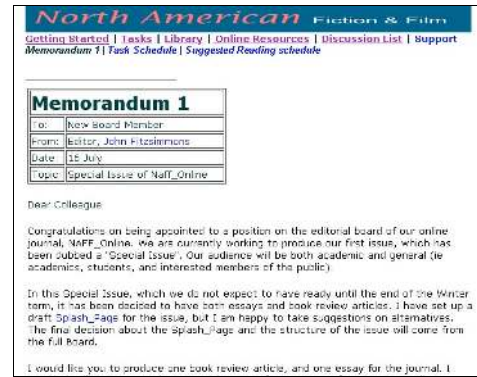 North American Fiction & Film
Getting Started | Tasks | Library | Online Resources | Discussion List | Support
Memorandum 1 | Task Schedule | Suggested Reading schedule
Memorandum 1
To: New Board Member
From: Editor, John Fitzsimmons
Date: 15 July
Topic: Special Issue of Naff_Online
Dear Colleague
Congratulations on being appointed to a position on the editorial board of our online
journal, NAFF_Online. We are currently working to produce our first issue, which has
been dubbed a "Special Issue". Our audience will be both academic and general (ie
academics, students, and interested members of the public).
In this Special Issue, which we do not expect to have ready until the end of the Winter
term, it has been decided to have both essays and book review articles. I have set up a
draft Splash_Page for the issue, but I am happy to take suggestions on alternatives.
The final decision about the Splash_Page and the structure of the issue will come from
the full Board.
I would like you to produce one book review article, and one essay for the journal. I